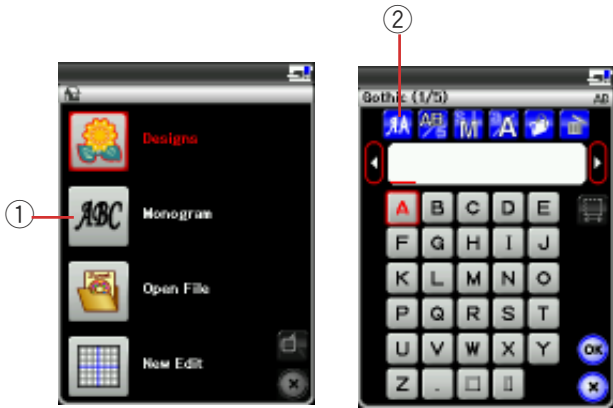 ②
Designs
① ABC Monogram
Open File
New Edit
Gothic (1/5) AB
A B C D E
F G H I J
K L M N O
P Q R S T
U V W X Y OK
Z .